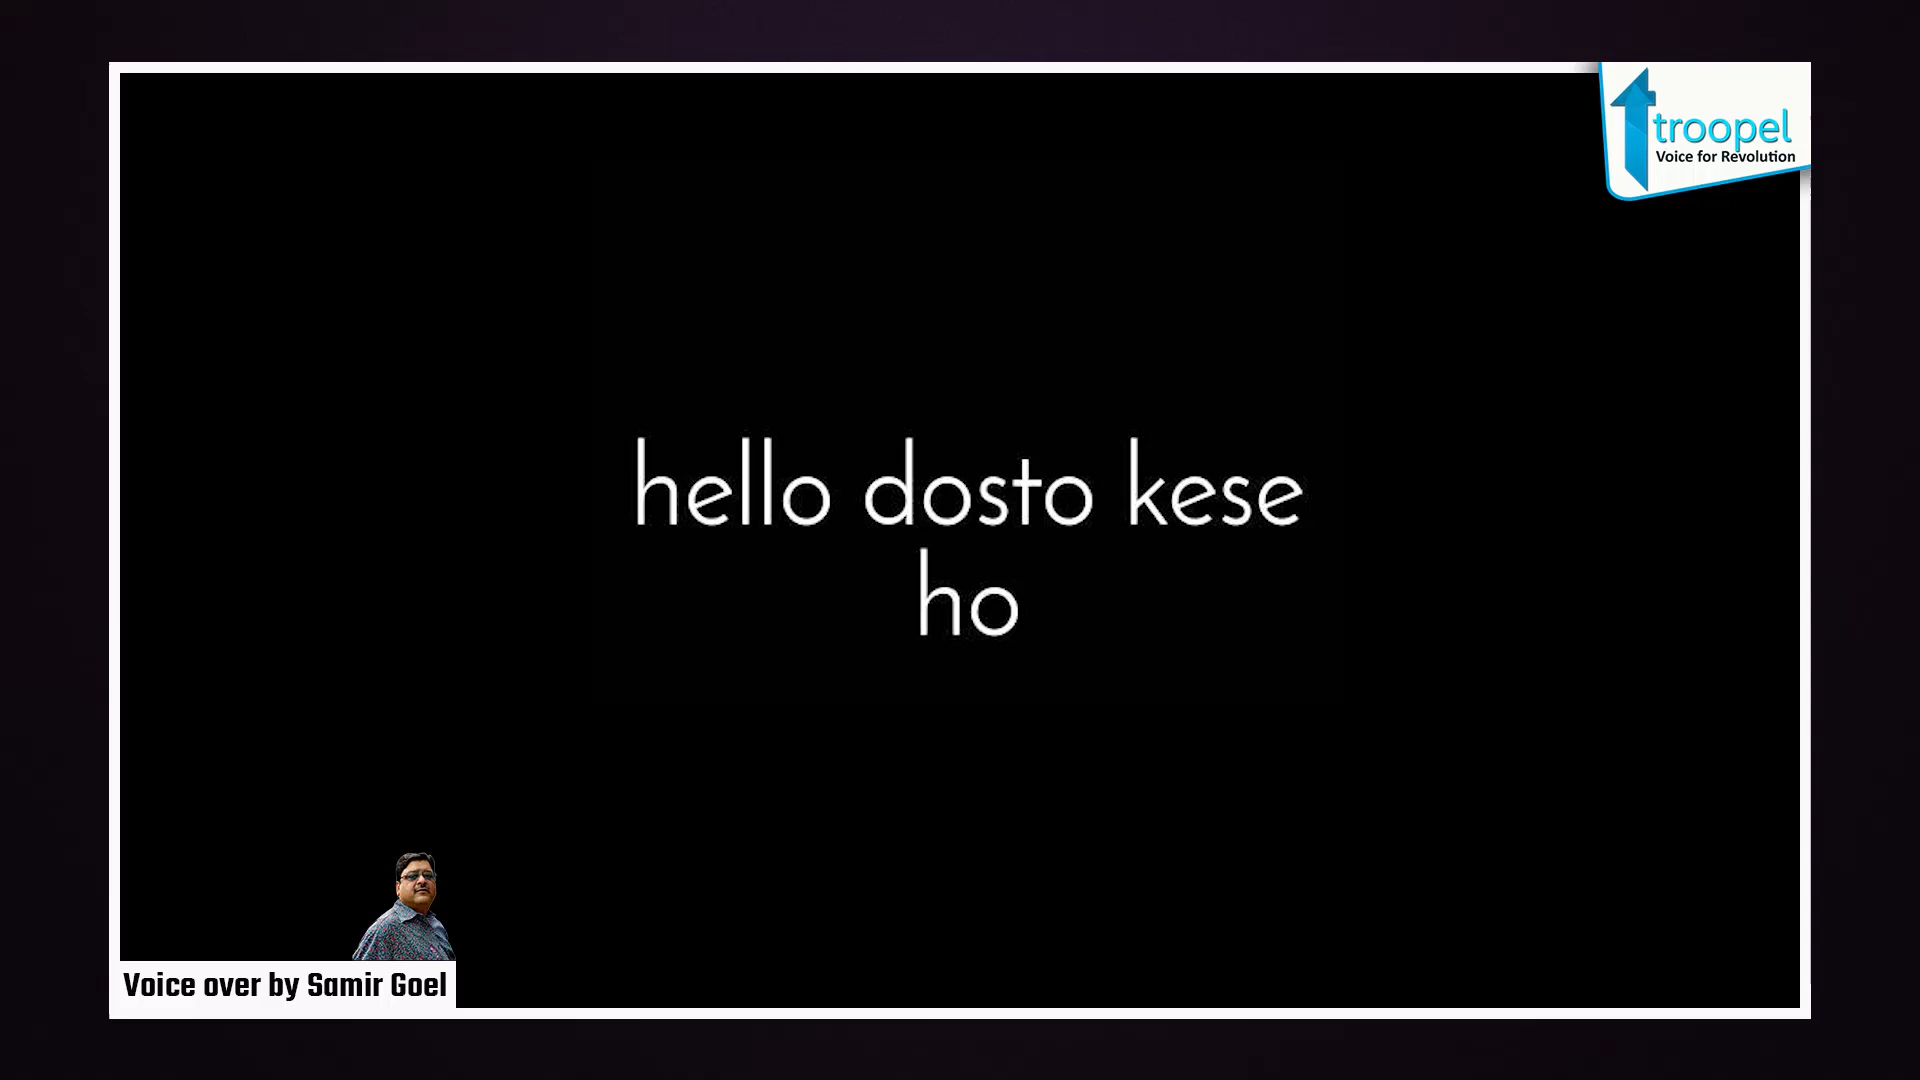 troopel
Voice for Revolution
hello dosto kese
ho
Voice over by Samir Goel